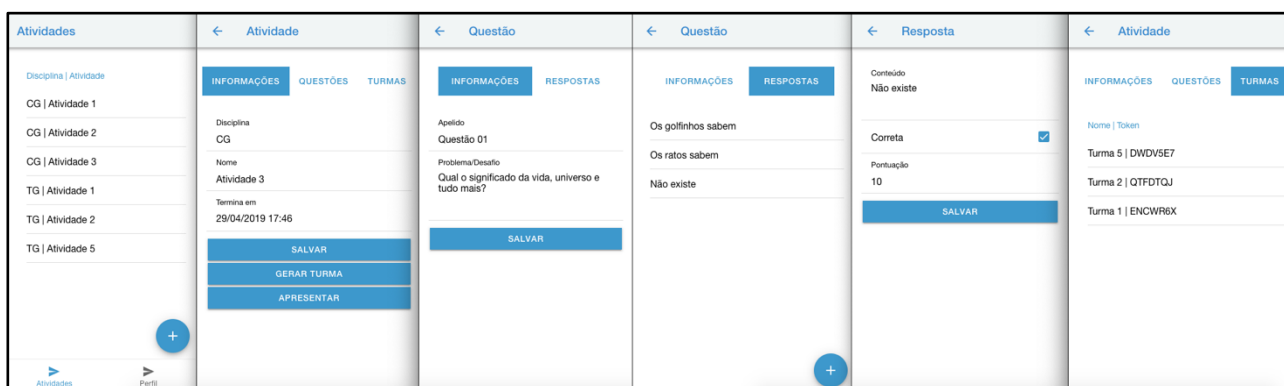 Atividades
Disciplina | Atividade
CG | Atividade 1
CG | Atividade 2
CG | Atividade 3
TG | Atividade 1
TG | Atividade 2
TG | Atividade 5
+
Atividades
Perfil
← Atividade
INFORMAÇÕES QUESTÕES TURMAS
Disciplina
CG
Nome
Atividade 3
Termina em
29/04/2019 17:46
SALVAR
GERAR TURMA
APRESENTAR
← Questão
INFORMAÇÕES RESPOSTAS
Apelido
Questão 01
Problema/Desafio
Qual o significado da vida, universo e
tudo mais?
SALVAR
← Questão
INFORMAÇÕES RESPOSTAS
Os golfinhos sabem
Os ratos sabem
Não existe
+
← Resposta
Conteúdo
Não existe
Correta
Pontuação
10
SALVAR
← Atividade
INFORMAÇÕES QUESTÕES TURMAS
Nome | Token
Turma 5 | DWDV5E7
Turma 2 | QTFDTQJ
Turma 1 | ENCWR6X